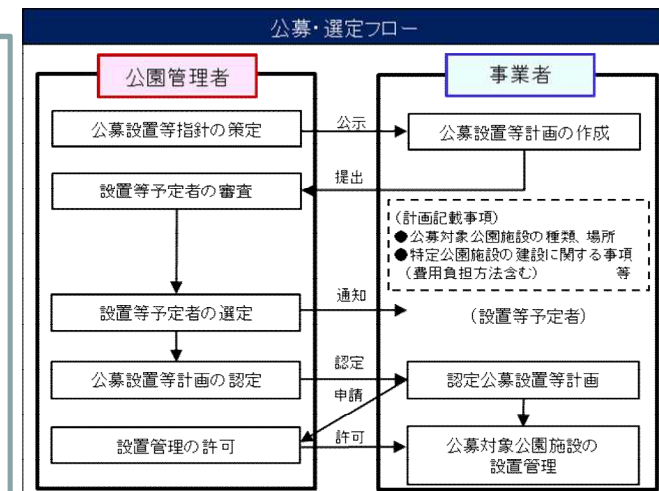 公募・選定フロー
公園管理者
事業者
公募設置等指針の策定
公示
公募設置等計画の作成
提出
設置等予定者の審査
(計画記載事項)
●公募対象公園施設の種類、場所
●特定公園施設の建設に関する事項
(費用負担方法含む) 等
設置等予定者の選定
通知
(設置等予定者)
公募設置等計画の認定
認定
認定公募設置等計画
申請
設置管理の許可
許可
公募対象公園施設の
設置管理